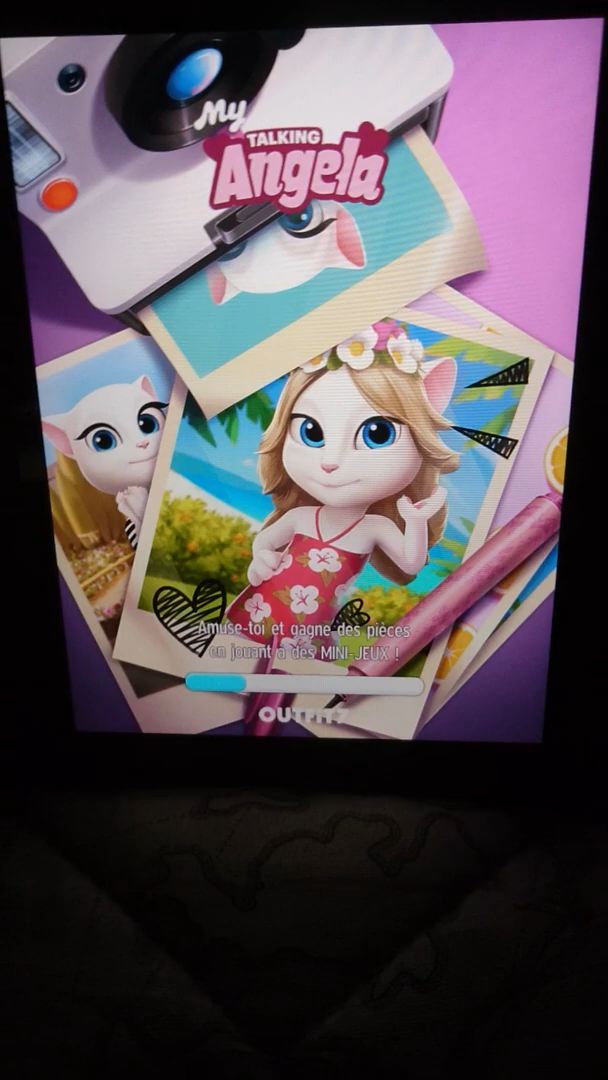 My
TALKING
Angela
Amuse-toi et gagne des pièces
en jouant à des MINI-JEUX !
OUTFIT7